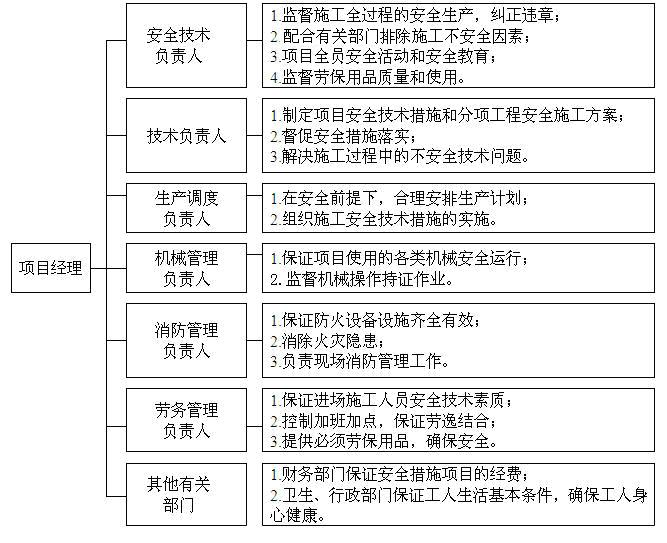 项目经理
安全技术
负责人
1.监督施工全过程的安全生产，纠正违章；
2.配合有关部门排除施工不安全因素；
3.项目全员安全活动和安全教育；
4.监督劳保用品质量和使用。
技术负责人
1.制定项目安全技术措施和分项工程安全施工方案；
2.督促安全措施落实；
3.解决施工过程中的不安全技术问题。
生产调度
负责人
1.在安全前提下，合理安排生产计划；
2.组织施工安全技术措施的实施。
机械管理
负责人
1.保证项目使用的各类机械安全运行；
2.监督机械操作持证作业。
消防管理
负责人
1.保证防火设备设施齐全有效；
2.消除火灾隐患；
3.负责现场消防管理工作。
劳务管理
负责人
1.保证进场施工人员安全技术素质；
2.控制加班加点，保证劳逸结合；
3.提供必须劳保用品，确保安全。
其他有关
部门
1.财务部门保证安全措施项目的经费；
2.卫生、行政部门保证工人生活基本条件，确保工人身
心健康。